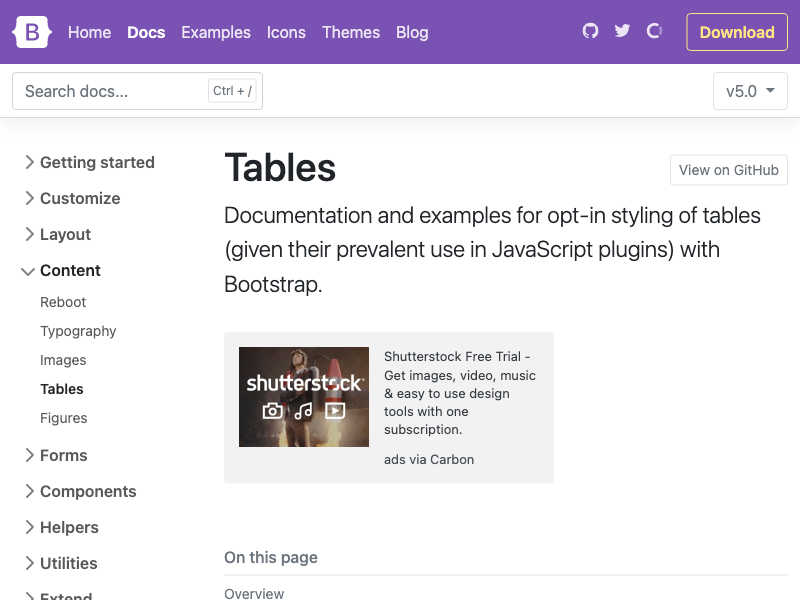 B Home Docs Examples Icons Themes Blog Download
Search docs... Ctrl + / v5.0
Getting started
Customize
Layout
Content
Reboot
Typography
Images
Tables
Figures
Forms
Components
Helpers
Utilities
Extend
Tables
View on GitHub
Documentation and examples for opt-in styling of tables
(given their prevalent use in JavaScript plugins) with
Bootstrap.
shutterstock
Shutterstock Free Trial -
Get images, video, music
& easy to use design
tools with one
subscription.
ads via Carbon
On this page
Overview